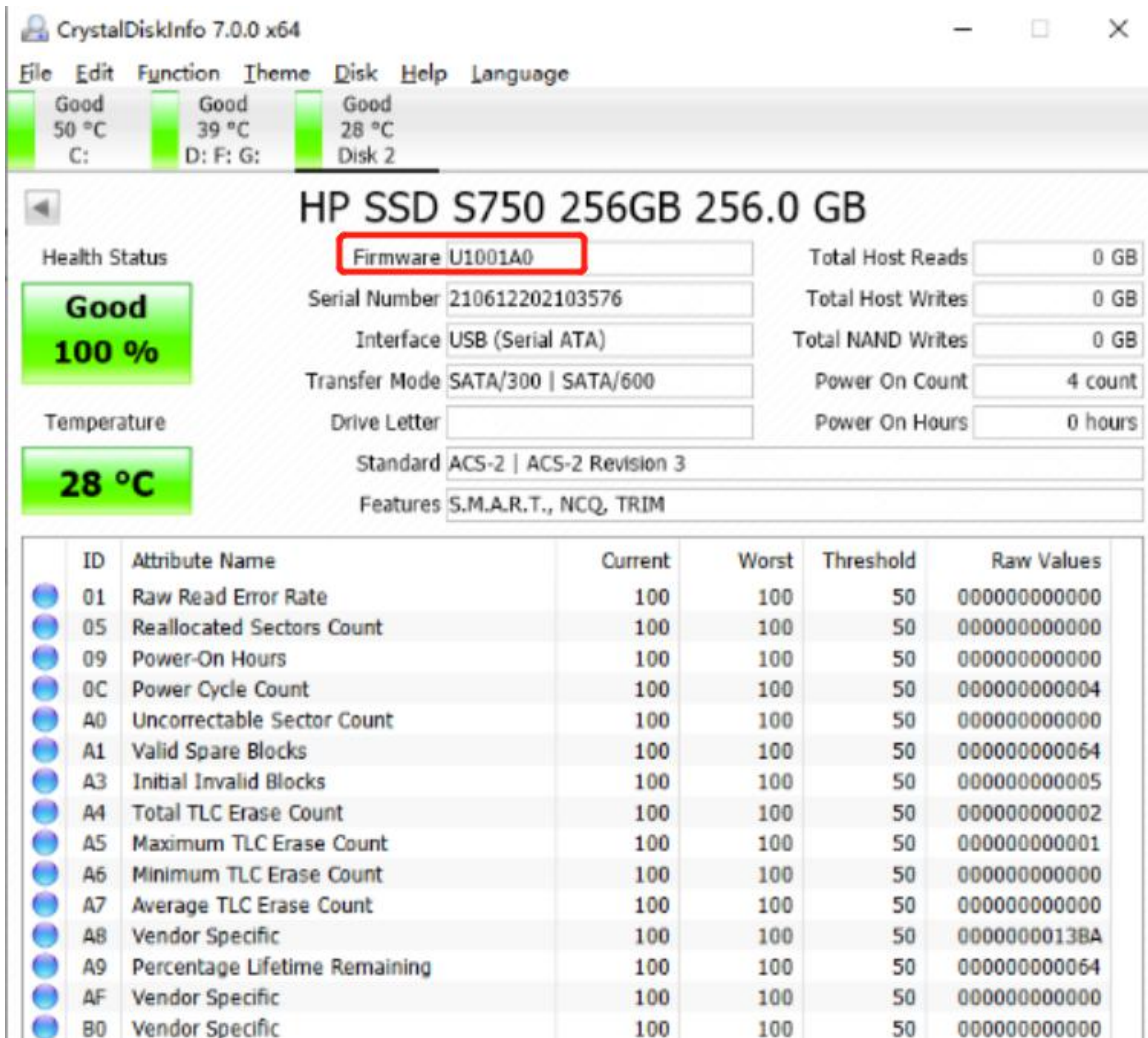 CrystalDiskInfo 7.0.0 x64
File Edit Function Theme Disk Help Language
Good Good Good
50 °C 39 °C 28 °C
C: D: F: G: Disk 2
HP SSD S750 256GB 256.0 GB
Health Status
Good
100 %
Temperature
28 °C
Firmware U1001A0
Serial Number 210612202103576
Interface USB (Serial ATA)
Transfer Mode SATA/300 | SATA/600
Drive Letter
Standard ACS-2 | ACS-2 Revision 3
Features S.M.A.R.T., NCQ, TRIM
Total Host Reads 0 GB
Total Host Writes 0 GB
Total NAND Writes 0 GB
Power On Count 4 count
Power On Hours 0 hours
ID Attribute Name Current Worst Threshold Raw Values
01 Raw Read Error Rate 100 100 50 000000000000
05 Reallocated Sectors Count 100 100 50 000000000000
09 Power-On Hours 100 100 50 000000000000
0C Power Cycle Count 100 100 50 000000000004
A0 Uncorrectable Sector Count 100 100 50 000000000000
A1 Valid Spare Blocks 100 100 50 000000000064
A3 Initial Invalid Blocks 100 100 50 000000000005
A4 Total TLC Erase Count 100 100 50 000000000002
A5 Maximum TLC Erase Count 100 100 50 000000000001
A6 Minimum TLC Erase Count 100 100 50 000000000000
A7 Average TLC Erase Count 100 100 50 000000000000
A8 Vendor Specific 100 100 50 0000000013BA
A9 Percentage Lifetime Remaining 100 100 50 000000000064
AF Vendor Specific 100 100 50 000000000000
B0 Vendor Specific 100 100 50 000000000000